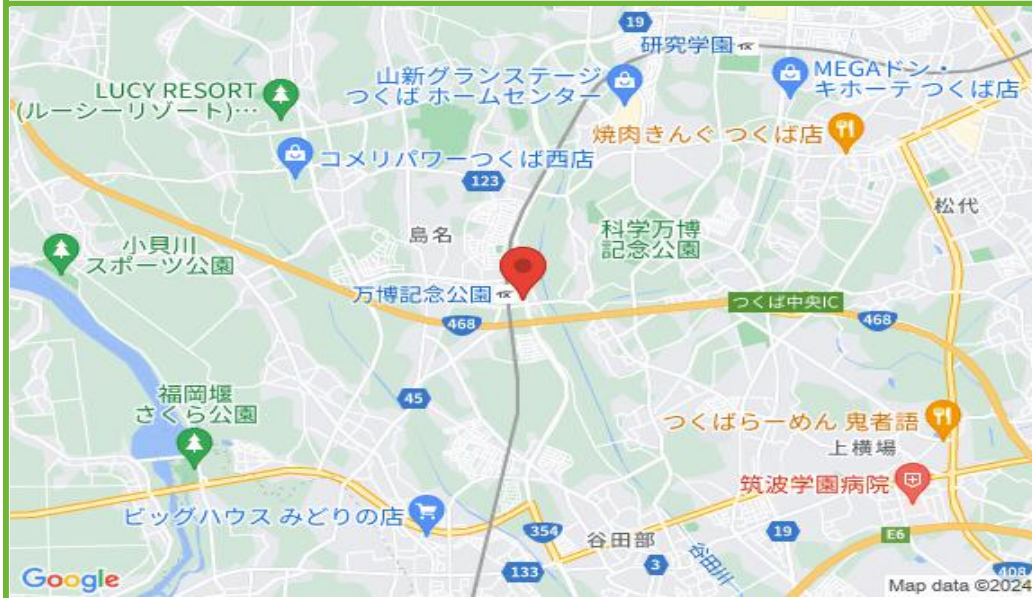 19
研究学園
LUCY RESORT
(ルーシーリゾート)…
山新グランステージ
つくば ホームセンター
MEGAドン・
キホーテ つくば店
焼肉きんぐ つくば店
コメリパワーつくば西店
123
松代
島名
科学万博
記念公園
小貝川
スポーツ公園
万博記念公園
つくば中央IC
468
468
福岡堰
さくら公園
45
つくばらーめん 鬼者語
上横場
筑波学園病院
ビッグハウス みどりの店
354
谷田部
19
E6
133
3
谷田川
408
Google
Map data ©2024